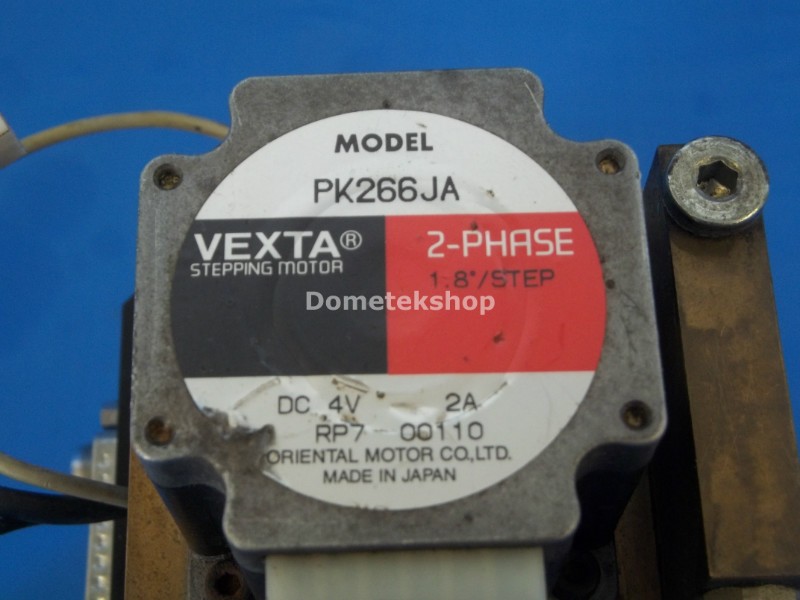 MODEL
PK266JA
VEXTA®
STEPPING MOTOR
2-PHASE
1.8°/STEP
Dometekshop
DC 4V 2A
RP7-00110
ORIENTAL MOTOR CO.,LTD.
MADE IN JAPAN